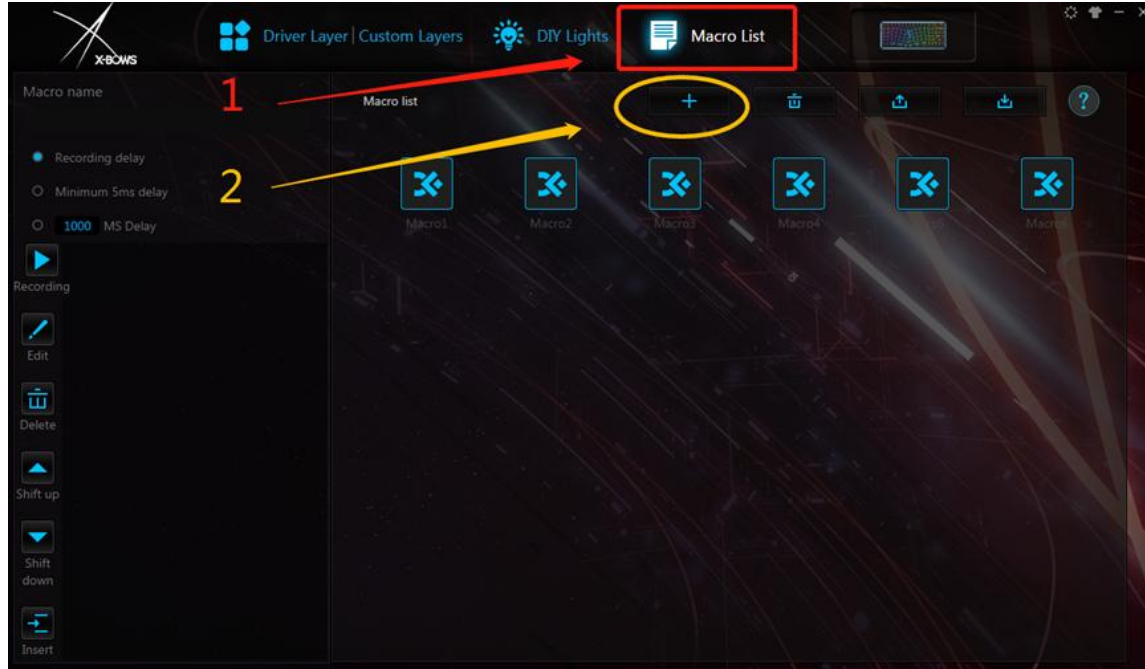 X-BOWS
Driver Layer | Custom Layers
DIY Lights
Macro List
Macro name
1
Macro list
+
?
Recording delay
2
Minimum 5ms delay
1000 MS Delay
Macro1
Macro2
Macro3
Macro4
Recording
Edit
Delete
Shift up
Shift
down
Insert